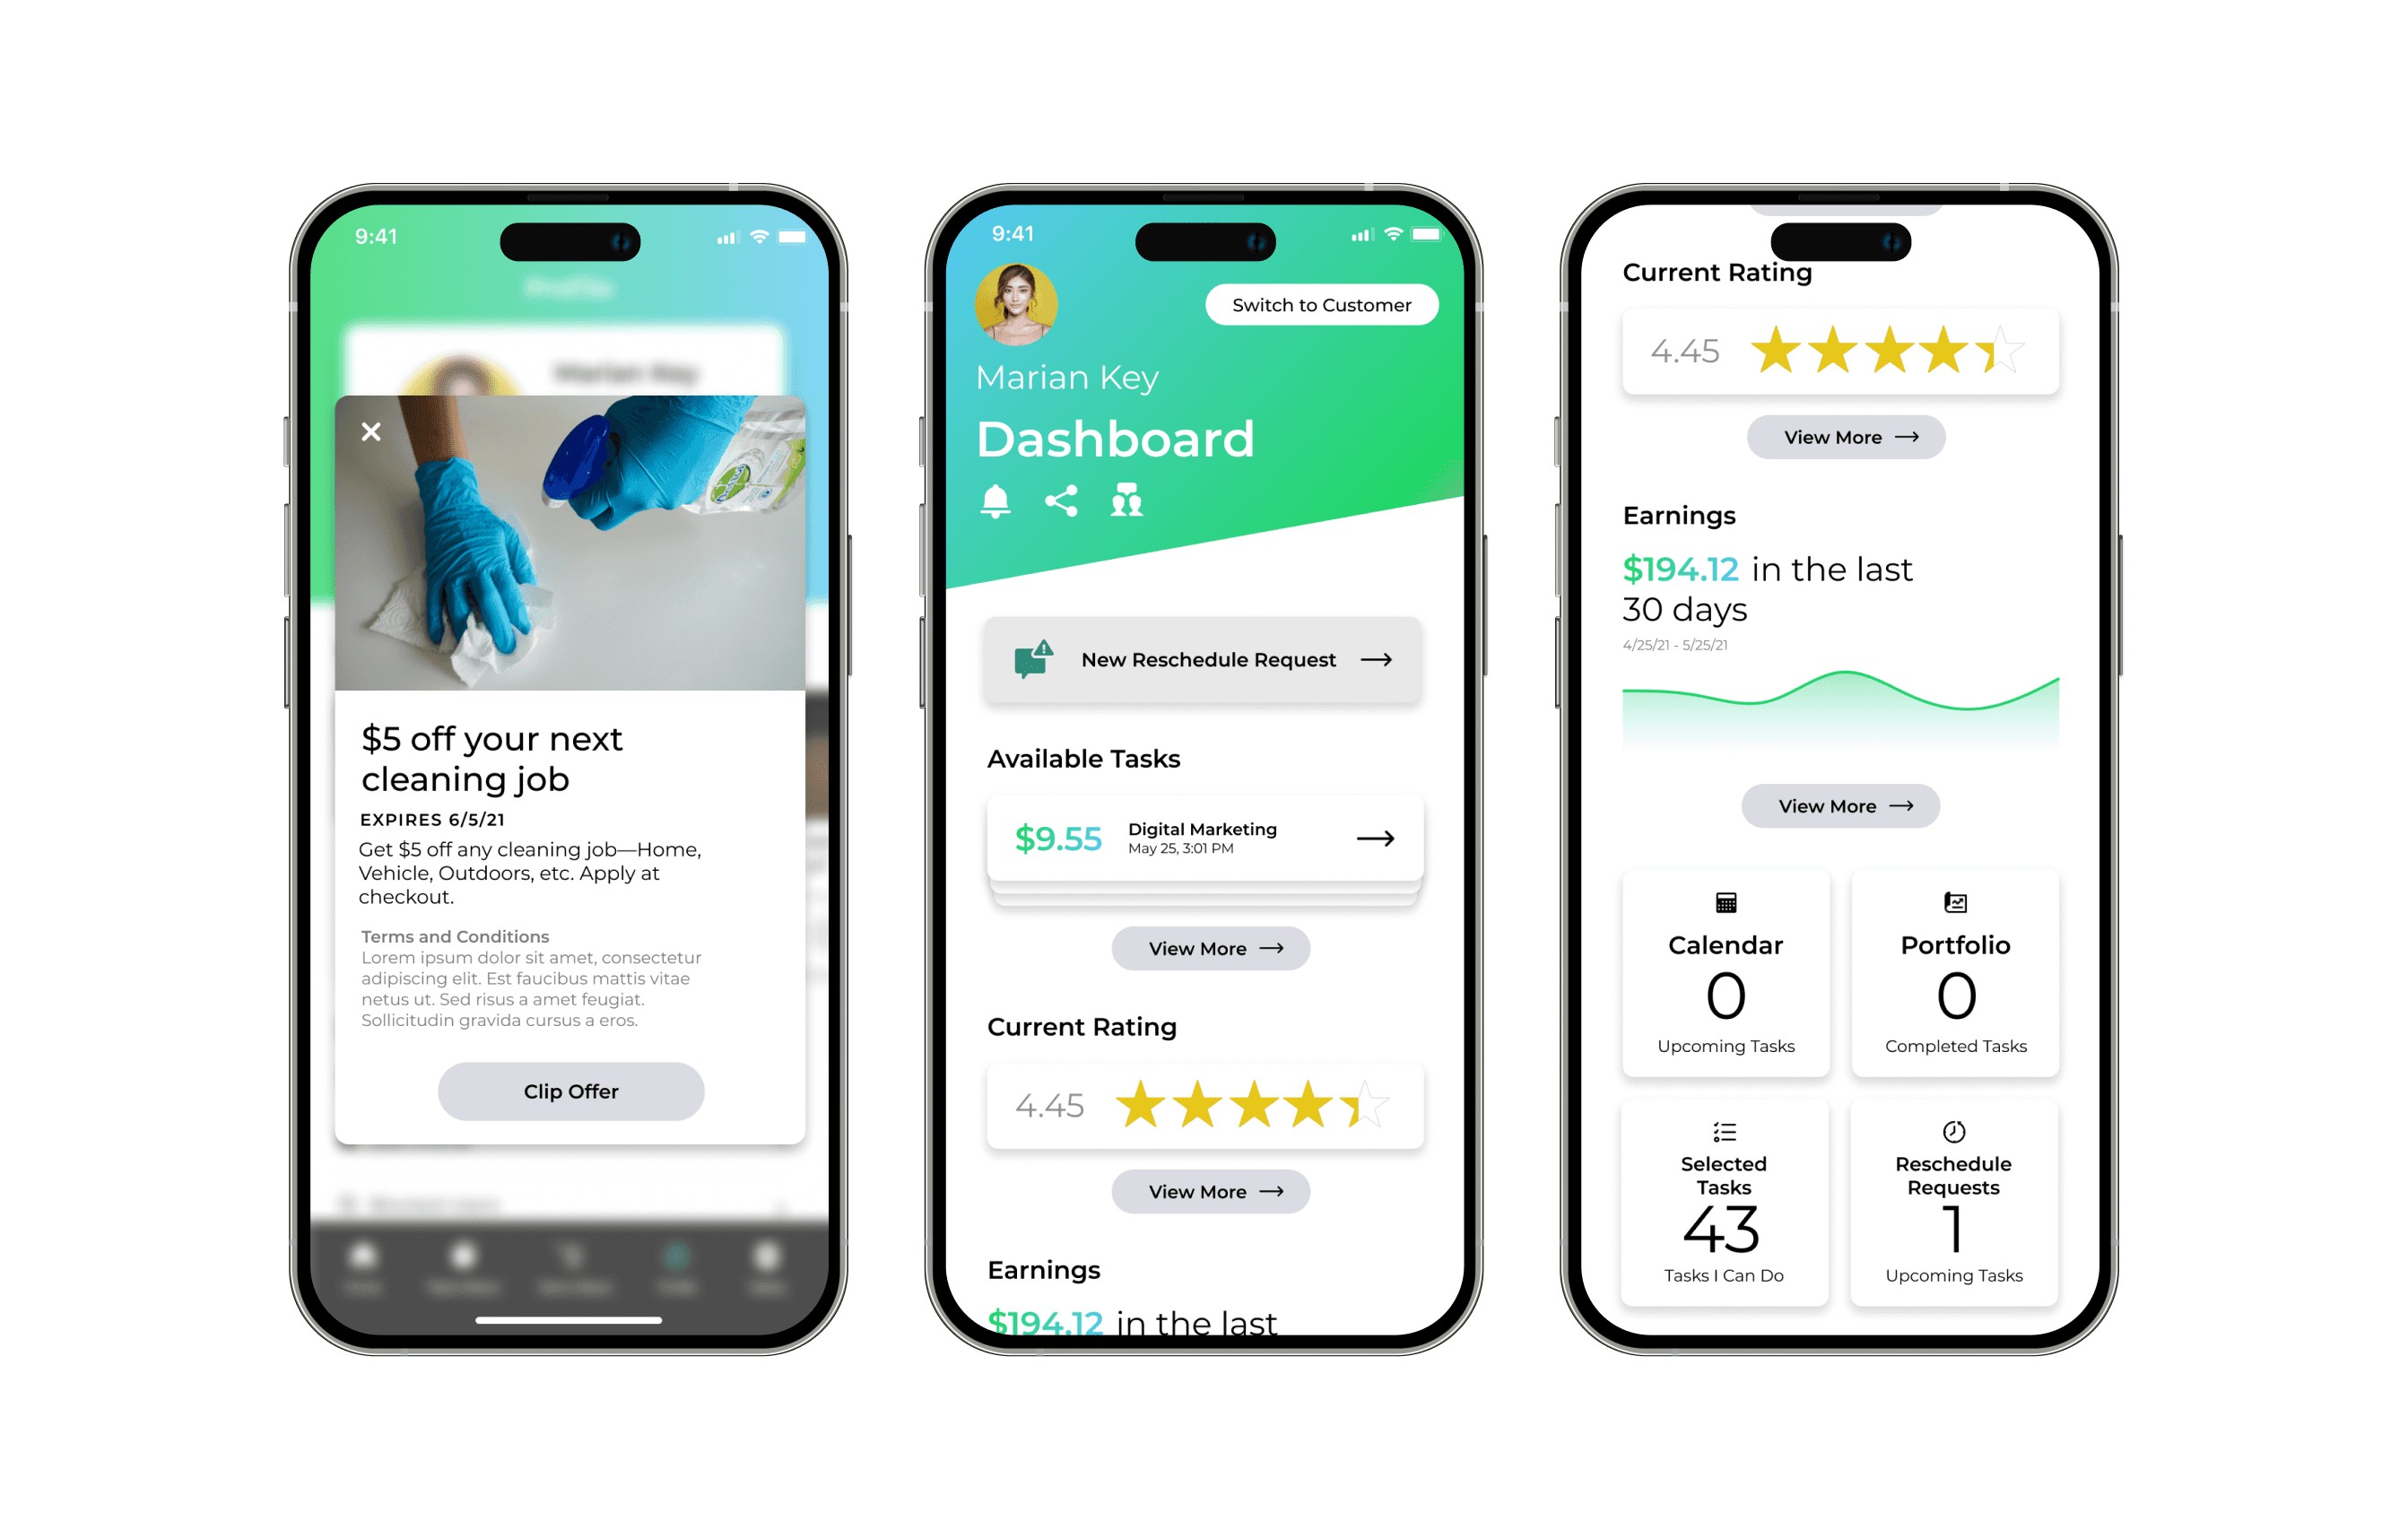 9:41
Profile
Marian Key
$5 off your next
cleaning job
EXPIRES 6/5/21
Get $5 off any cleaning job—Home,
Vehicle, Outdoors, etc. Apply at
checkout.
Terms and Conditions
Lorem ipsum dolor sit amet, consectetur
adipiscing elit. Est faucibus mattis vitae
netus ut. Sed risus a amet feugiat.
Sollicitudin gravida cursus a eros.
Clip Offer
9:41
Switch to Customer
Marian Key
Dashboard
New Reschedule Request
Available Tasks
$9.55
Digital Marketing
May 25, 3:01 PM
View More
Current Rating
4.45
View More
Earnings
$194.12 in the last
Current Rating
4.45
View More
Earnings
$194.12 in the last
30 days
4/25/21 - 5/25/21
View More
Calendar
0
Upcoming Tasks
Portfolio
0
Completed Tasks
Selected
Tasks
43
Tasks I Can Do
Reschedule
Requests
1
Upcoming Tasks